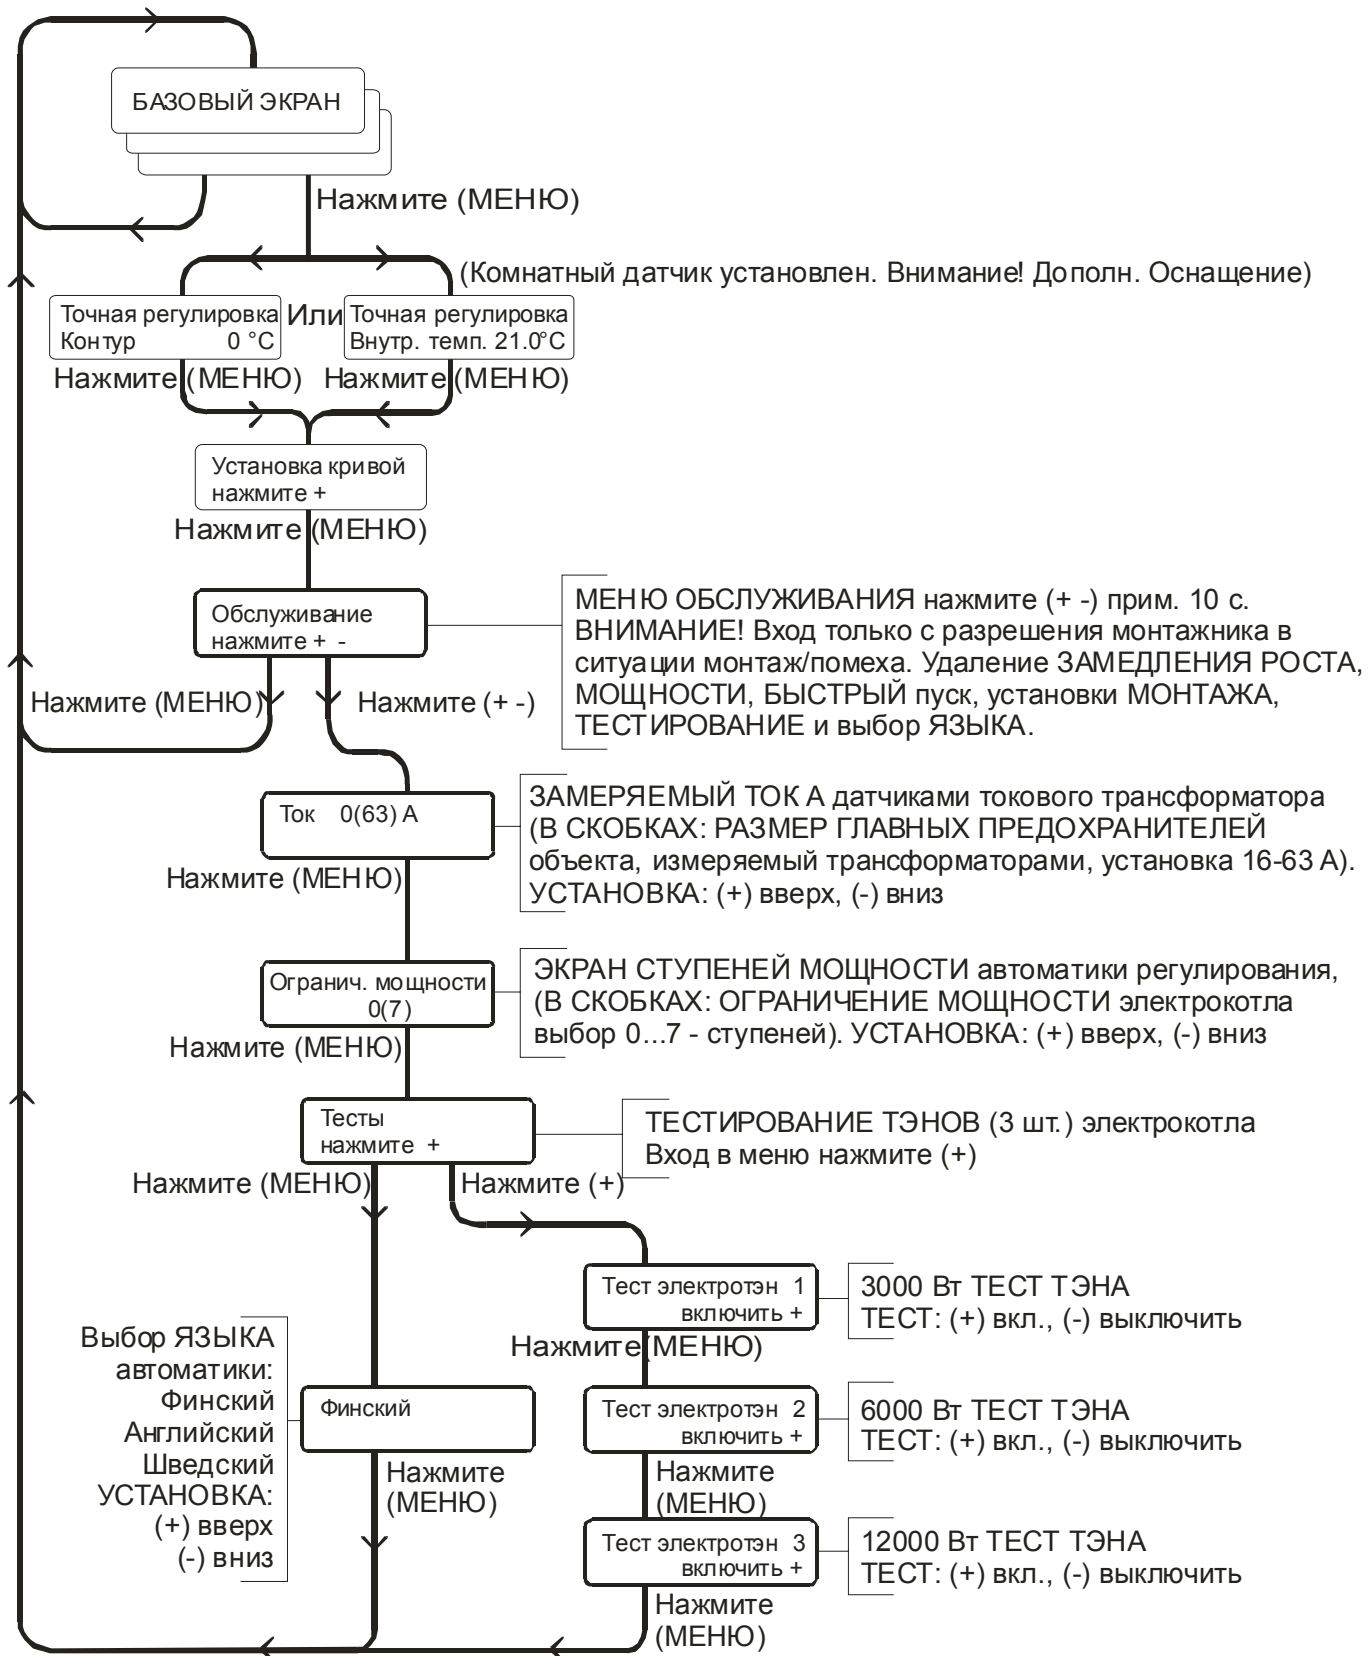 БАЗОВЫЙ ЭКРАН
Нажмите (МЕНЮ)
(Комнатный датчик установлен. Внимание! Дополн. Оснащение)
Точная регулировка
Контур 0 °C
Или
Точная регулировка
Внутр. темп. 21.0°C
Нажмите (МЕНЮ)
Нажмите (МЕНЮ)
Установка кривой
нажмите +
Нажмите (МЕНЮ)
Обслуживание
нажмите + -
МЕНЮ ОБСЛУЖИВАНИЯ нажмите (+ -) прим. 10 с.
ВНИМАНИЕ! Вход только с разрешения монтажника в
ситуации монтаж/помеха. Удаление ЗАМЕДЛЕНИЯ РОСТА,
МОЩНОСТИ, БЫСТРЫЙ пуск, установки МОНТАЖА,
ТЕСТИРОВАНИЕ и выбор ЯЗЫКА.
Нажмите (МЕНЮ)
Нажмите (+ -)
Ток 0(63) А
ЗАМЕРЯЕМЫЙ ТОК А датчиками токового трансформатора
(В СКОБКАХ: РАЗМЕР ГЛАВНЫХ ПРЕДОХРАНИТЕЛЕЙ
объекта, измеряемый трансформаторами, установка 16-63 А).
УСТАНОВКА: (+) вверх, (-) вниз
Нажмите (МЕНЮ)
Огранич. мощности
0(7)
ЭКРАН СТУПЕНЕЙ МОЩНОСТИ автоматики регулирования,
(В СКОБКАХ: ОГРАНИЧЕНИЕ МОЩНОСТИ электрокотла
выбор 0...7 - ступеней). УСТАНОВКА: (+) вверх, (-) вниз
Нажмите (МЕНЮ)
Тесты
нажмите +
ТЕСТИРОВАНИЕ ТЭНОВ (3 шт.) электрокотла
Вход в меню нажмите (+)
Нажмите (МЕНЮ)
Нажмите (+)
Тест электротэн 1
включить +
3000 Вт ТЕСТ ТЭНА
ТЕСТ: (+) вкл., (-) выключить
Нажмите (МЕНЮ)
Выбор ЯЗЫКА
автоматики:
Финский
Английский
Шведский
УСТАНОВКА:
(+) вверх
(-) вниз
Финский
Нажмите
(МЕНЮ)
Тест электротэн 2
включить +
6000 Вт ТЕСТ ТЭНА
ТЕСТ: (+) вкл., (-) выключить
Нажмите
(МЕНЮ)
Тест электротэн 3
включить +
12000 Вт ТЕСТ ТЭНА
ТЕСТ: (+) вкл., (-) выключить
Нажмите
(МЕНЮ)